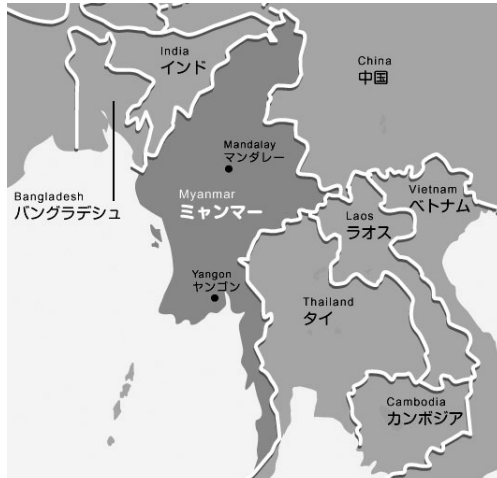 India
インド
China
中国
Mandalay
マンダレー
Bangladesh
バングラデシュ
Myanmar
ミャンマー
Vietnam
ベトナム
Laos
ラオス
Yangon
ヤンゴン
Thailand
タイ
Cambodia
カンボジア